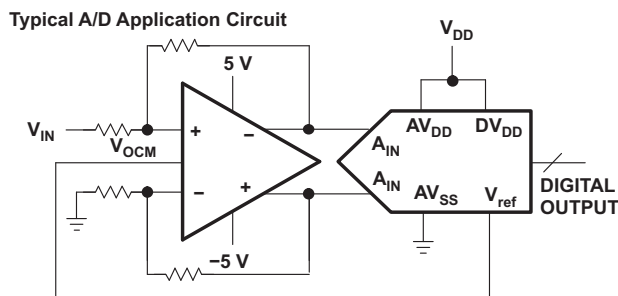 Typical A/D Application Circuit
V_DD
5 V
V_IN
+
−
V_OCM
AV_DD
DV_DD
A_IN
A_IN
−
+
AV_SS
V_ref
DIGITAL
OUTPUT
−5 V